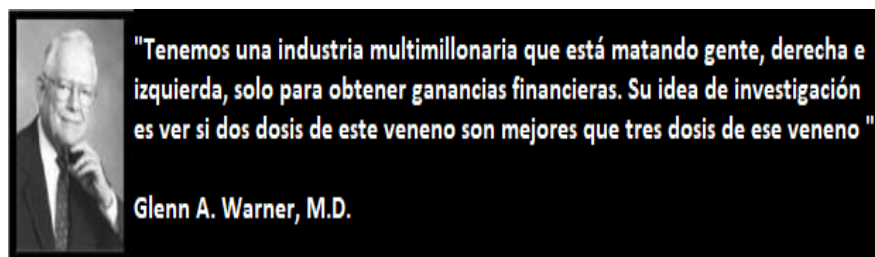 "Tenemos una industria multimillonaria que está matando gente, derecha e
izquierda, solo para obtener ganancias financieras. Su idea de investigación
es ver si dos dosis de este veneno son mejores que tres dosis de ese veneno "
Glenn A. Warner, M.D.